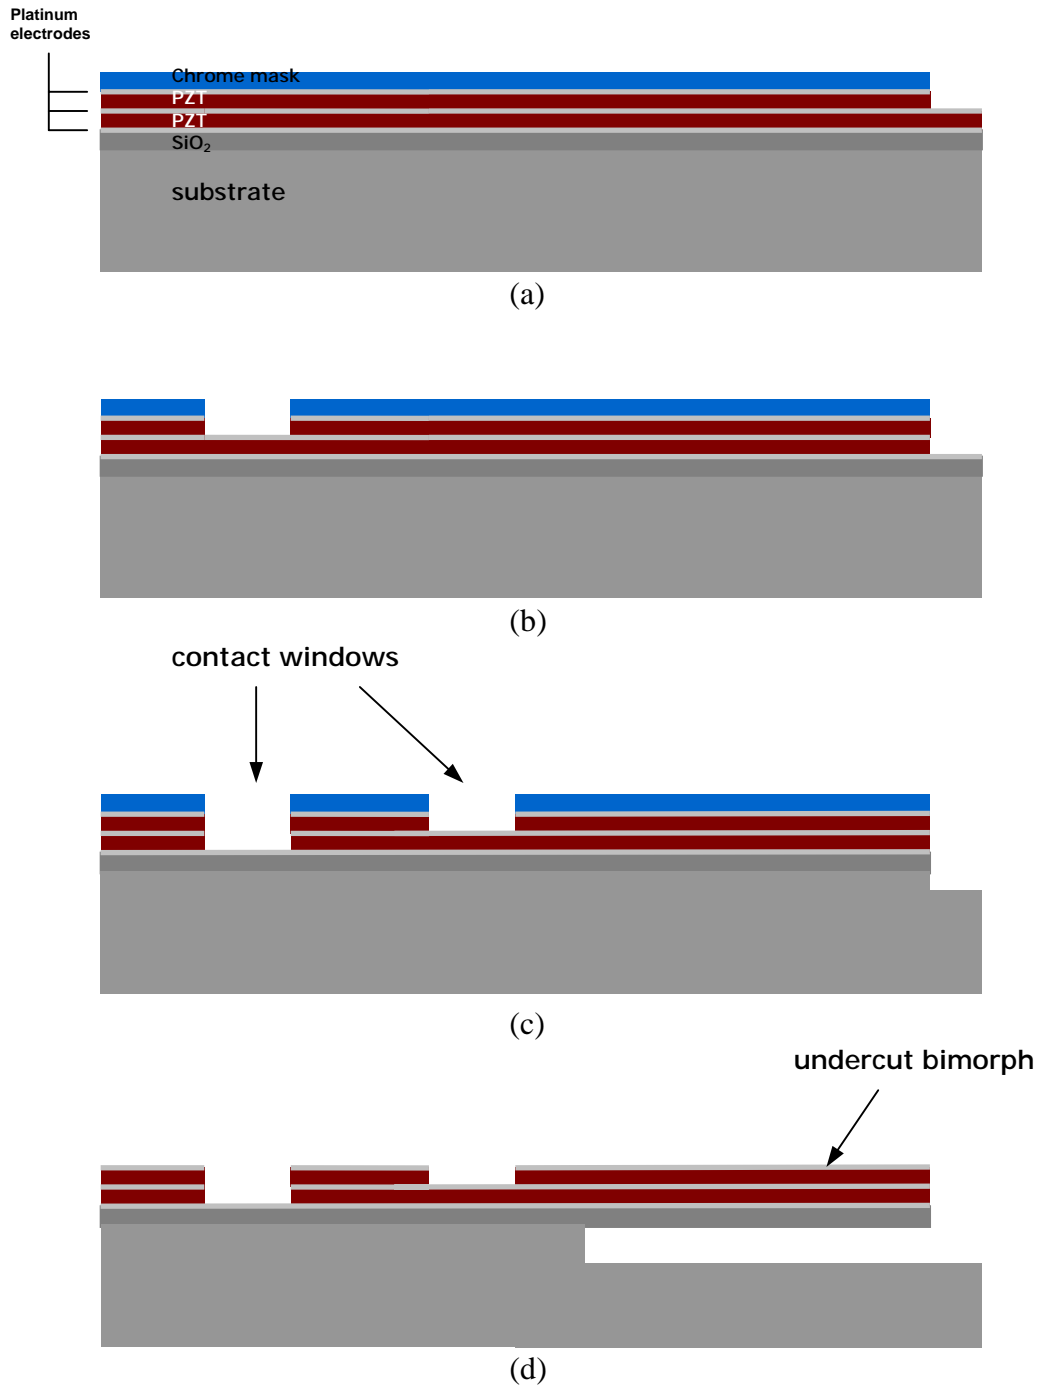 Platinum
electrodes
Chrome mask
PZT
PZT
SiO₂
substrate
(a)
(b)
contact windows
(c)
undercut bimorph
(d)